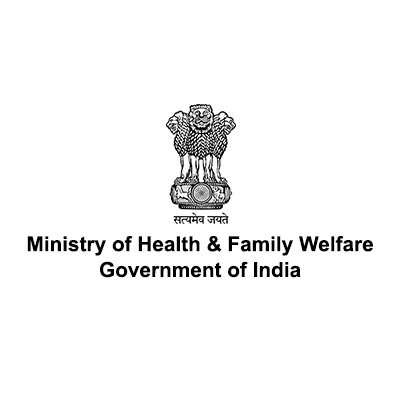 सत्यमेव जयते
Ministry of Health & Family Welfare
Government of India